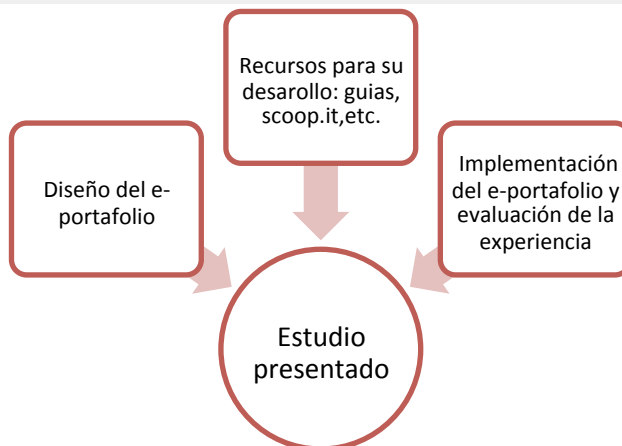 Recursos para su
desarollo: guias,
scoop.it,etc.
Diseño del e-
portafolio
Implementación
del e-portafolio y
evaluación de la
experiencia
Estudio
presentado